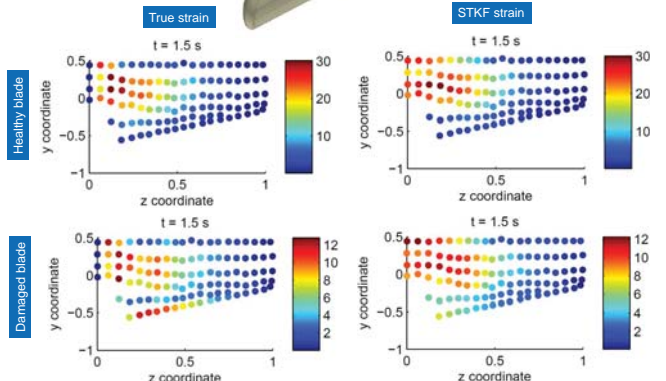 True strain
STKF strain
Healthy blade
t = 1.5 s
0.5
0
−0.5
−1
0
0.5
1
y coordinate
z coordinate
30
20
10
t = 1.5 s
0.5
0
−0.5
−1
0
0.5
1
y coordinate
z coordinate
30
20
10
Damaged blade
t = 1.5 s
0.5
0
−1
0
0.5
1
y coordinate
z coordinate
12
10
8
6
4
2
t = 1.5 s
0.5
0
−0.5
−1
0
0.5
1
y coordinate
z coordinate
12
10
8
6
4
2